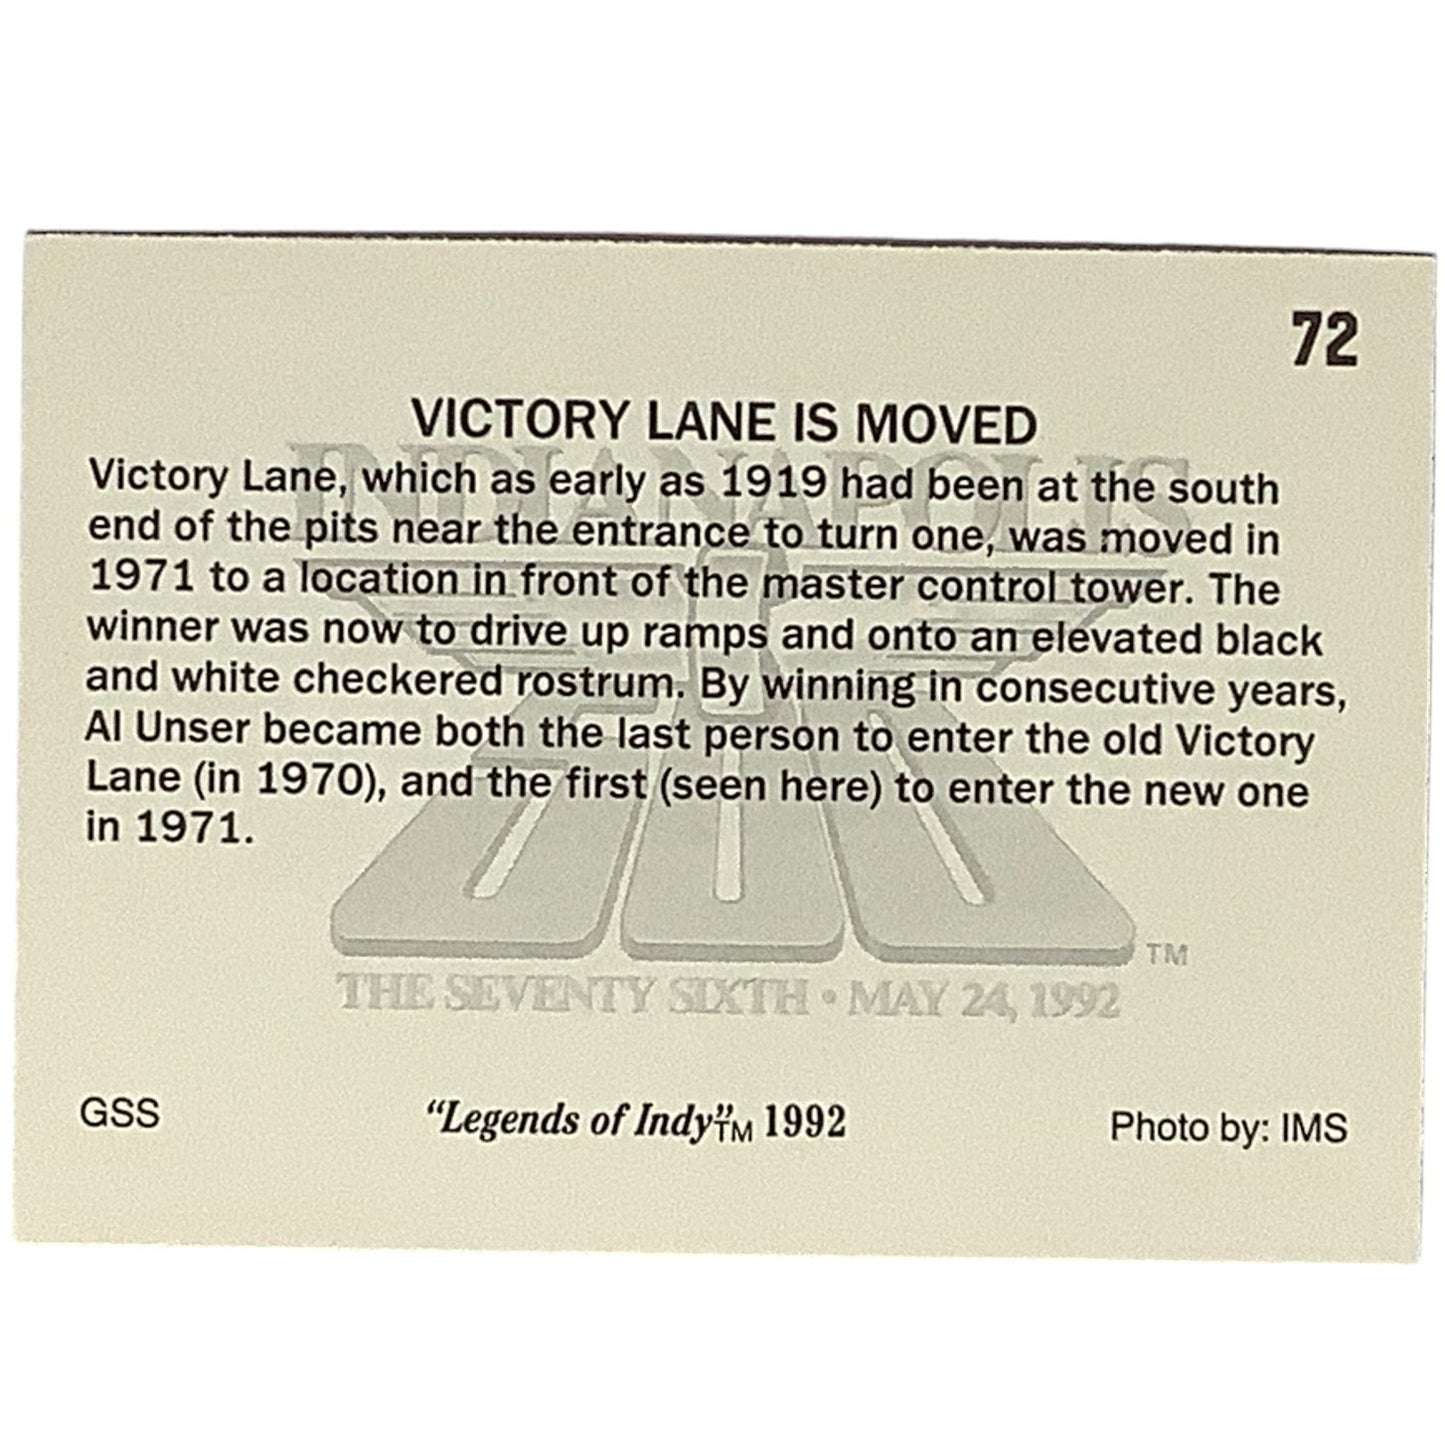 72
VICTORY LANE IS MOVED
Victory Lane, which as early as 1919 had been at the south
end of the pits near the entrance to turn one, was moved in
1971 to a location in front of the master control tower. The
winner was now to drive up ramps and onto an elevated black
and white checkered rostrum. By winning in consecutive years,
Al Unser became both the last person to enter the old Victory
Lane (in 1970), and the first (seen here) to enter the new one
in 1971.
INDIANAPOLIS
500 TM
THE SEVENTY SIXTH • MAY 24, 1992
GSS "Legends of Indy"TM 1992 Photo by: IMS